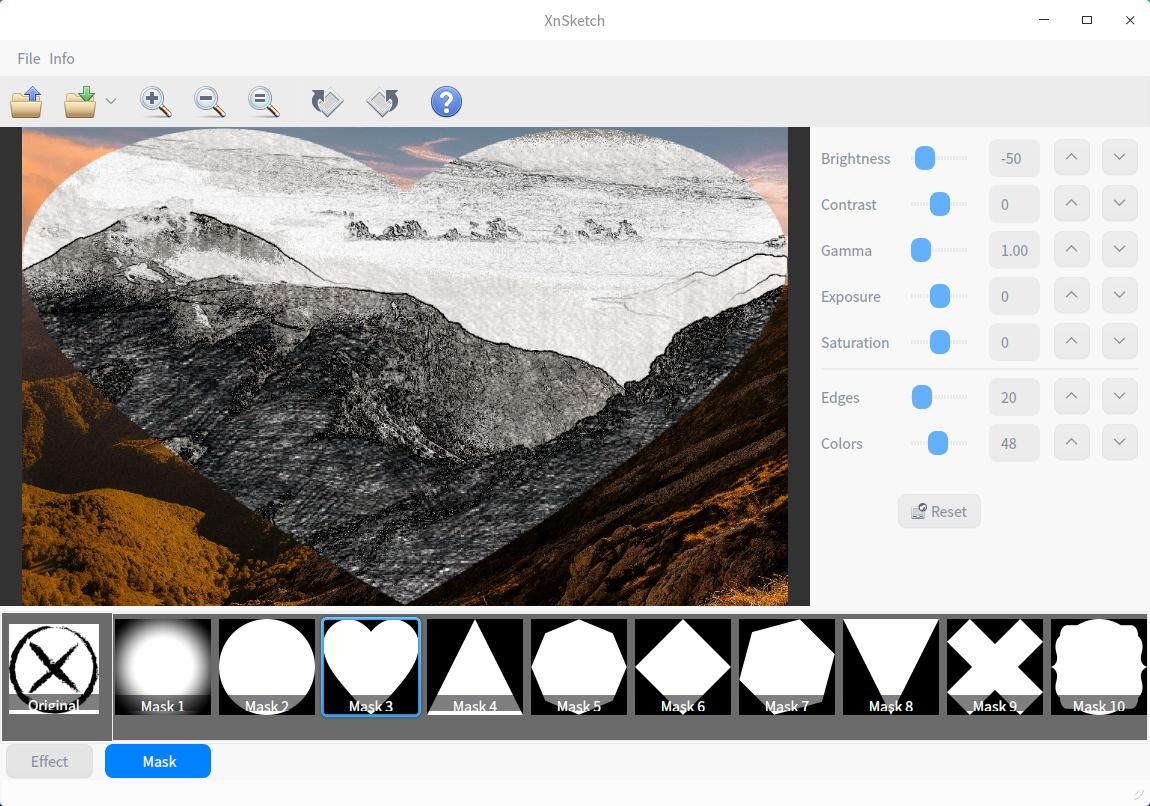 XnSketch
File Info
Brightness -50
Contrast 0
Gamma 1.00
Exposure 0
Saturation 0
Edges 20
Colors 48
Reset
Original Mask 1 Mask 2 Mask 3 Mask 4 Mask 5 Mask 6 Mask 7 Mask 8 Mask 9 Mask 10
Effect Mask